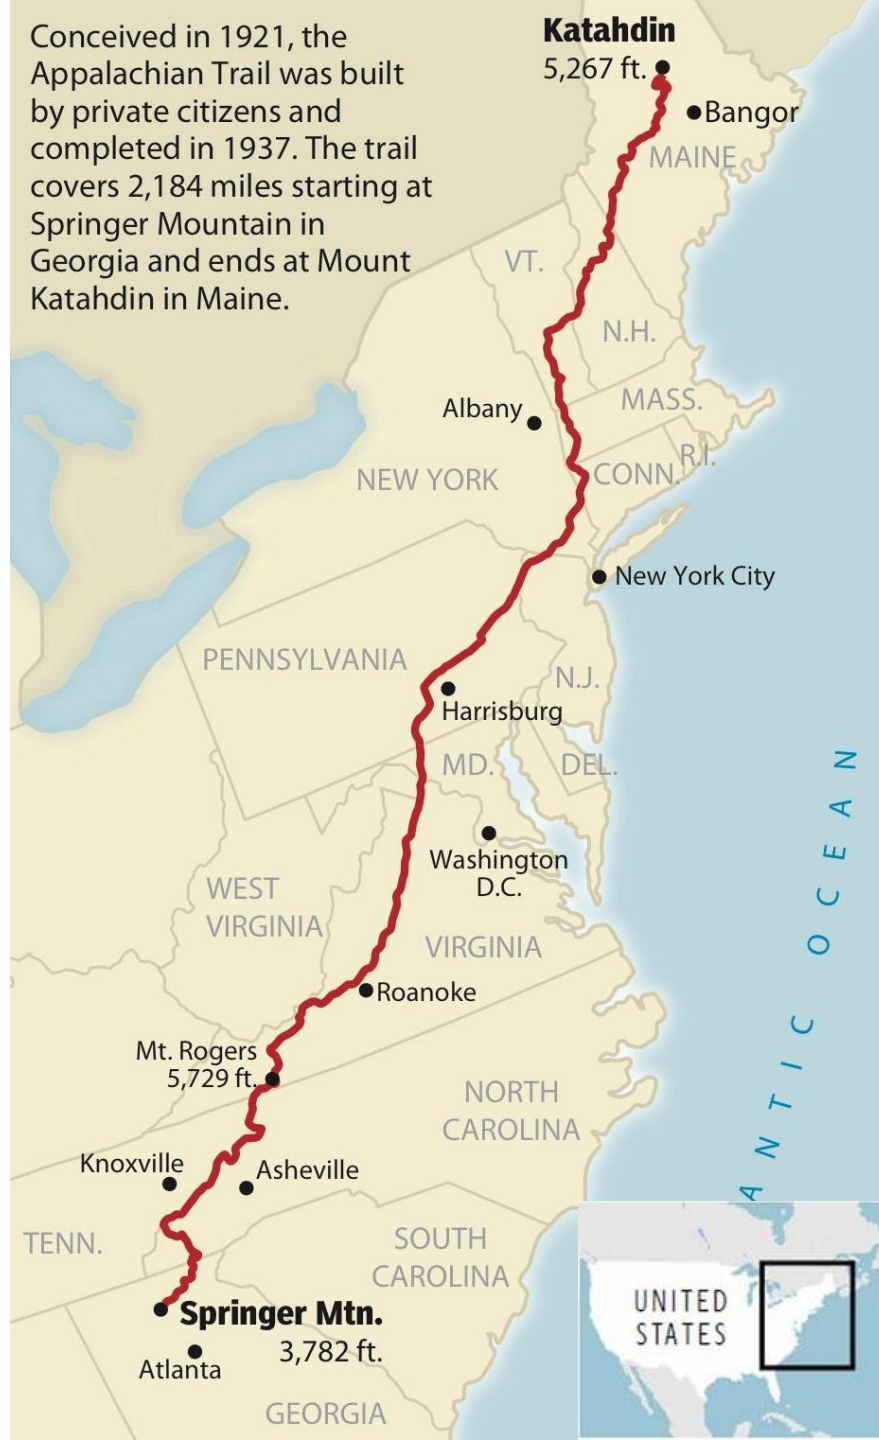 Conceived in 1921, the
Appalachian Trail was built
by private citizens and
completed in 1937. The trail
covers 2,184 miles starting at
Springer Mountain in
Georgia and ends at Mount
Katahdin in Maine.
Katahdin
5,267 ft.
Bangor
MAINE
VT.
N.H.
Albany
MASS.
NEW YORK
CONN.
R.I.
New York City
PENNSYLVANIA
N.J.
Harrisburg
MD.
DEL.
Washington
D.C.
WEST
VIRGINIA
VIRGINIA
ANTIC OCEAN
Roanoke
Mt. Rogers
5,729 ft.
NORTH
CAROLINA
Knoxville
Asheville
TENN.
SOUTH
CAROLINA
Springer Mtn.
3,782 ft.
Atlanta
GEORGIA
UNITED
STATES